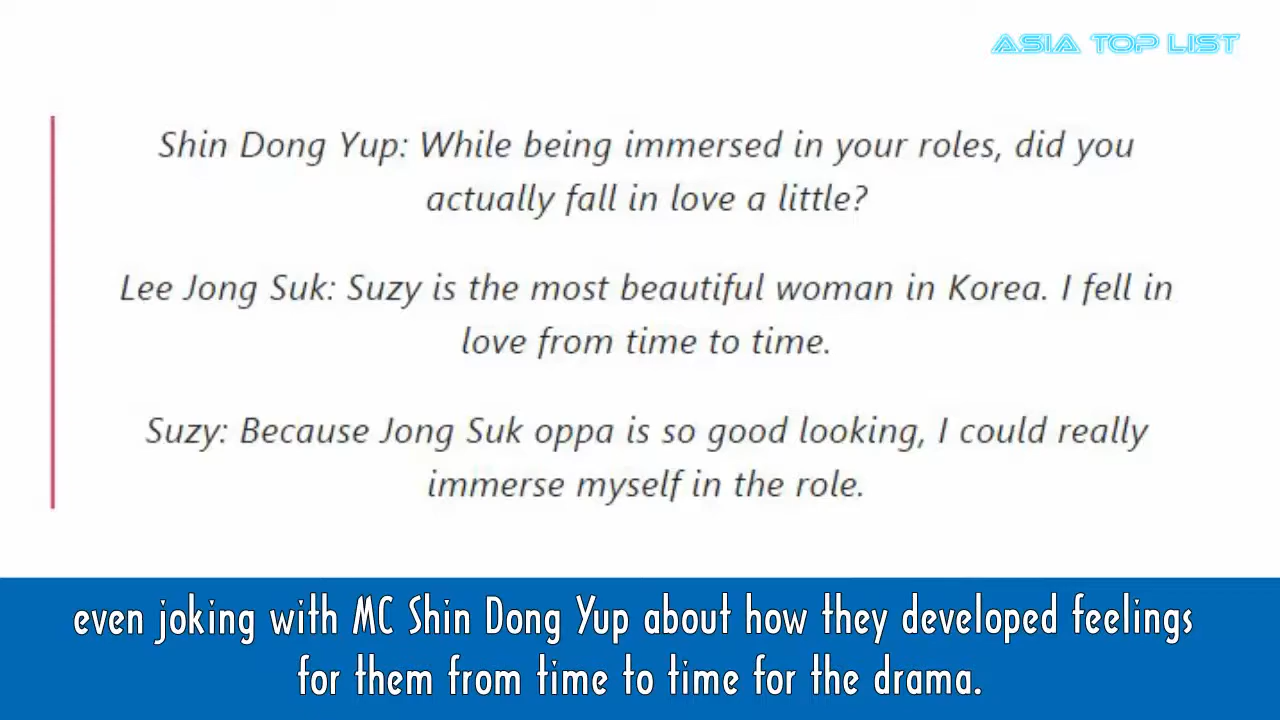 ASIA TOP LIST
Shin Dong Yup: While being immersed in your roles, did you
actually fall in love a little?
Lee Jong Suk: Suzy is the most beautiful woman in Korea. I fell in
love from time to time.
Suzy: Because Jong Suk oppa is so good looking, I could really
immerse myself in the role.
even joking with MC Shin Dong Yup about how they developed feelings
for them from time to time for the drama.